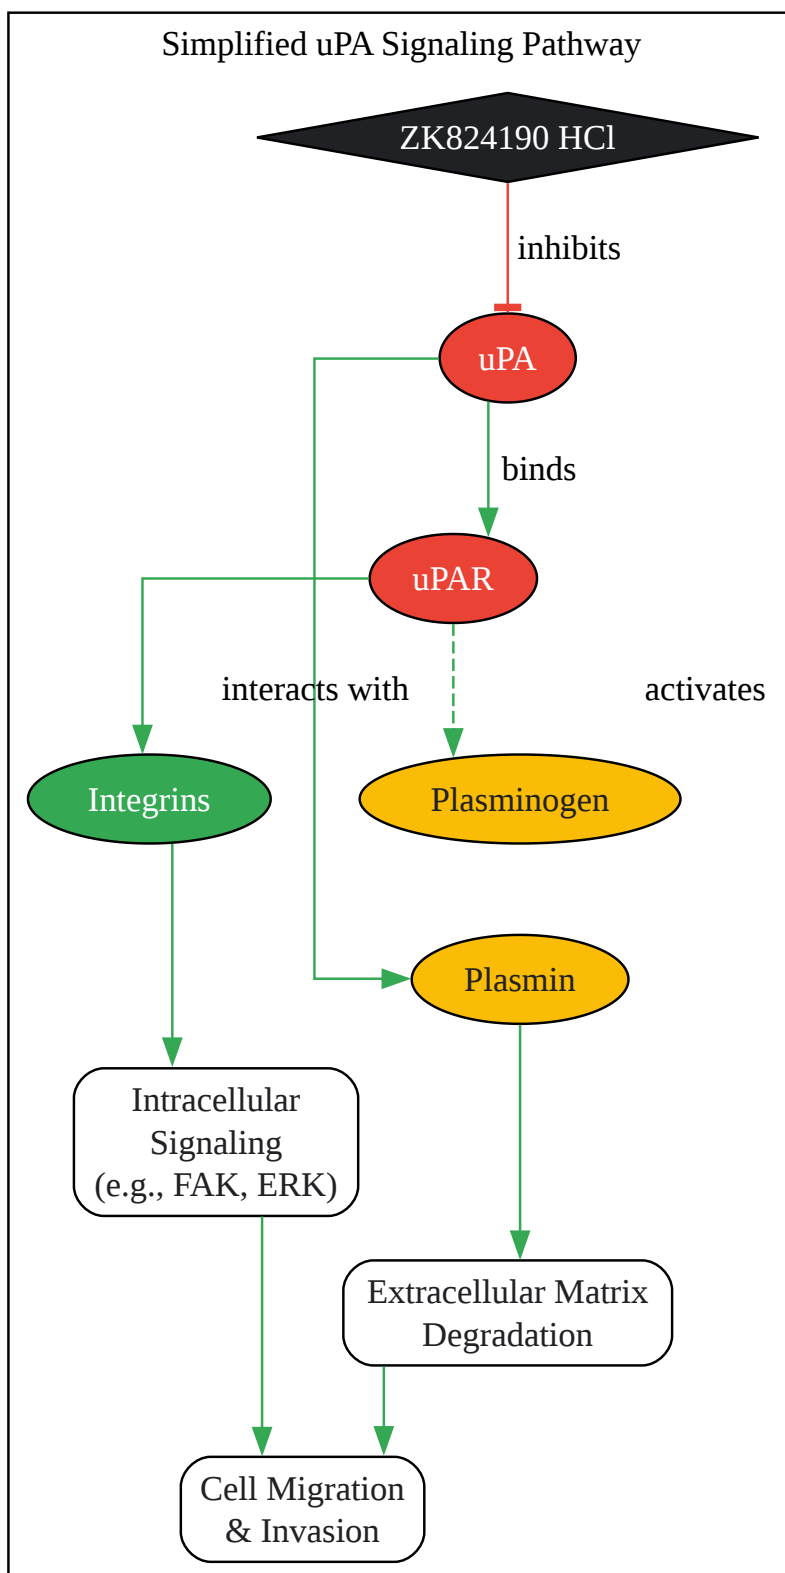 Simplified uPA Signaling Pathway
ZK824190 HCl
inhibits
uPA
binds
uPAR
interacts with
activates
Integrins
Plasminogen
Plasmin
Intracellular
Signaling
(e.g., FAK, ERK)
Extracellular Matrix
Degradation
Cell Migration
& Invasion